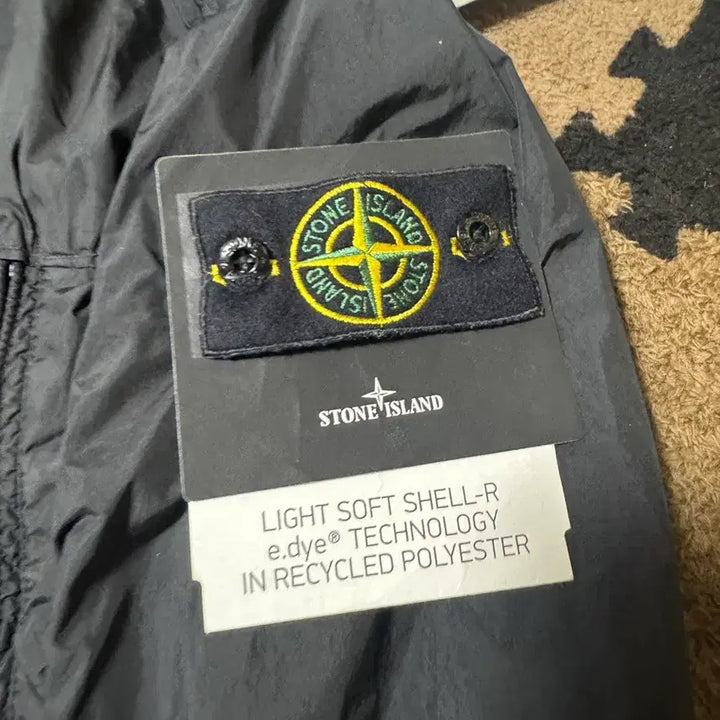 STONE ISLAND
ISLAND STONE
STONE ISLAND
LIGHT SOFT SHELL-R
e.dye® TECHNOLOGY
IN RECYCLED POLYESTER